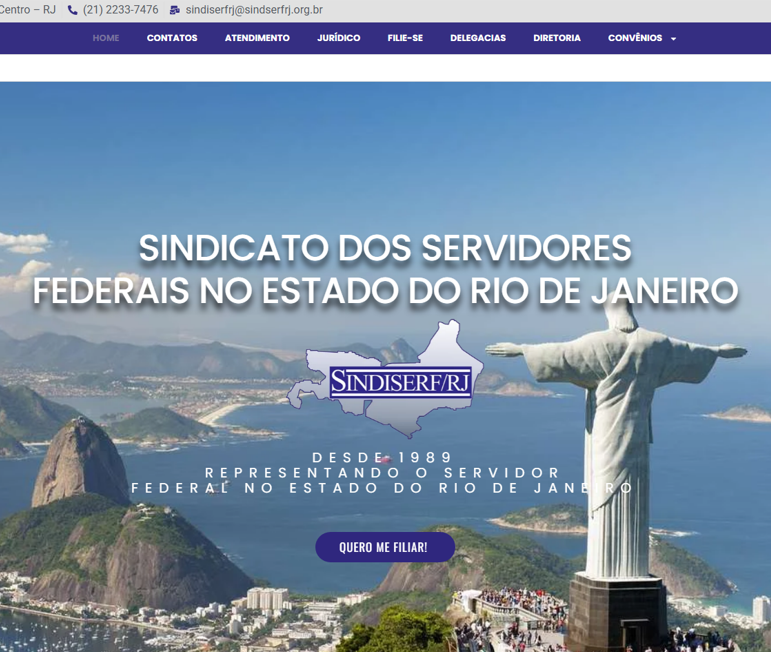 Centro – RJ (21) 2233-7476 sindiserfrj@sindserfrj.org.br
HOME CONTATOS ATENDIMENTO JURÍDICO FILIE-SE DELEGACIAS DIRETORIA CONVÊNIOS
SINDICATO DOS SERVIDORES
FEDERAIS NO ESTADO DO RIO DE JANEIRO
SINDISERF/RJ
DESDE 1989
REPRESENTANDO O SERVIDOR
FEDERAL NO ESTADO DO RIO DE JANEIRO
QUERO ME FILIAR!